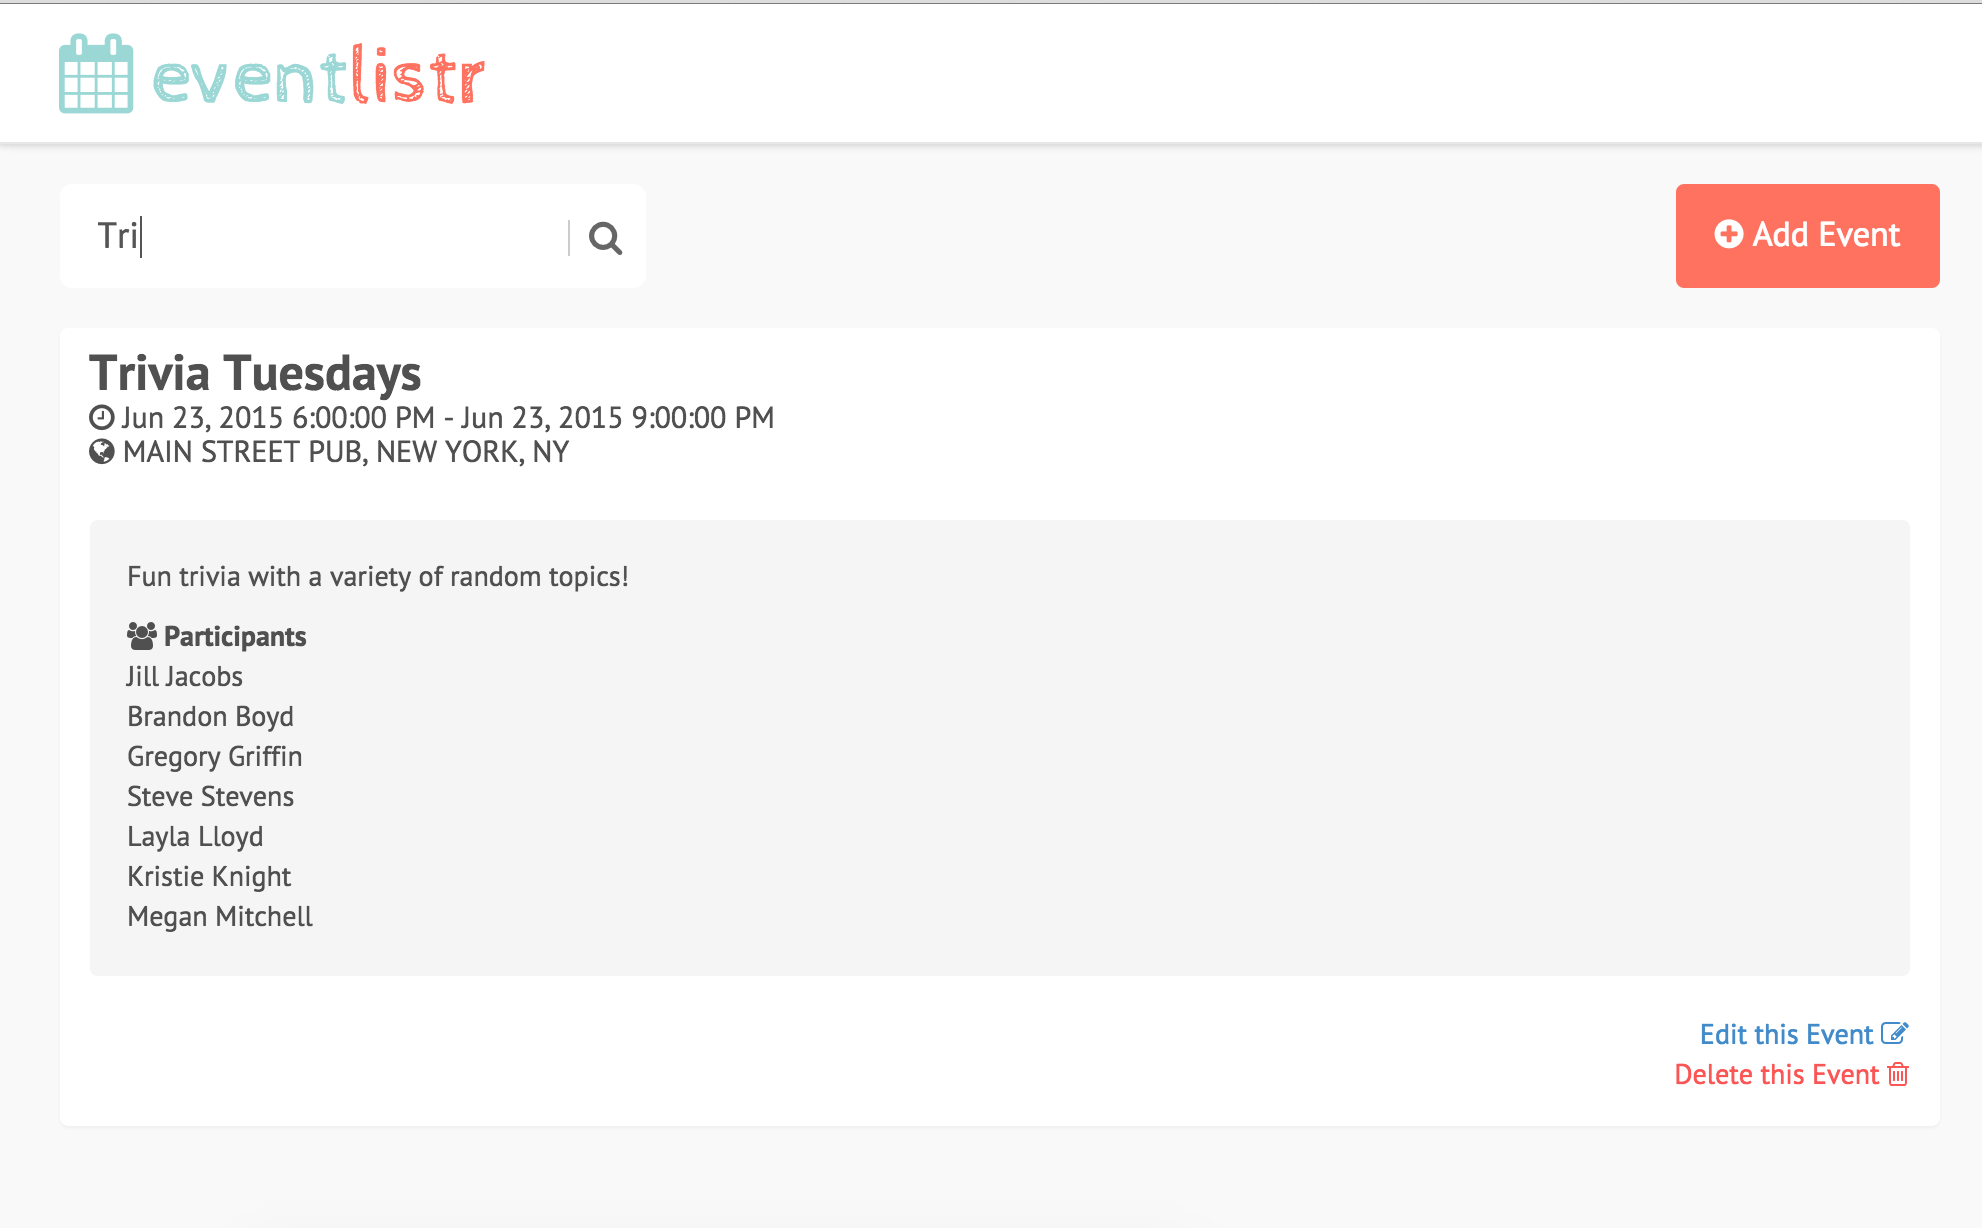 eventlistr
Tri
Add Event
Trivia Tuesdays
Jun 23, 2015 6:00:00 PM - Jun 23, 2015 9:00:00 PM
MAIN STREET PUB, NEW YORK, NY
Fun trivia with a variety of random topics!
Participants
Jill Jacobs
Brandon Boyd
Gregory Griffin
Steve Stevens
Layla Lloyd
Kristie Knight
Megan Mitchell
Edit this Event
Delete this Event